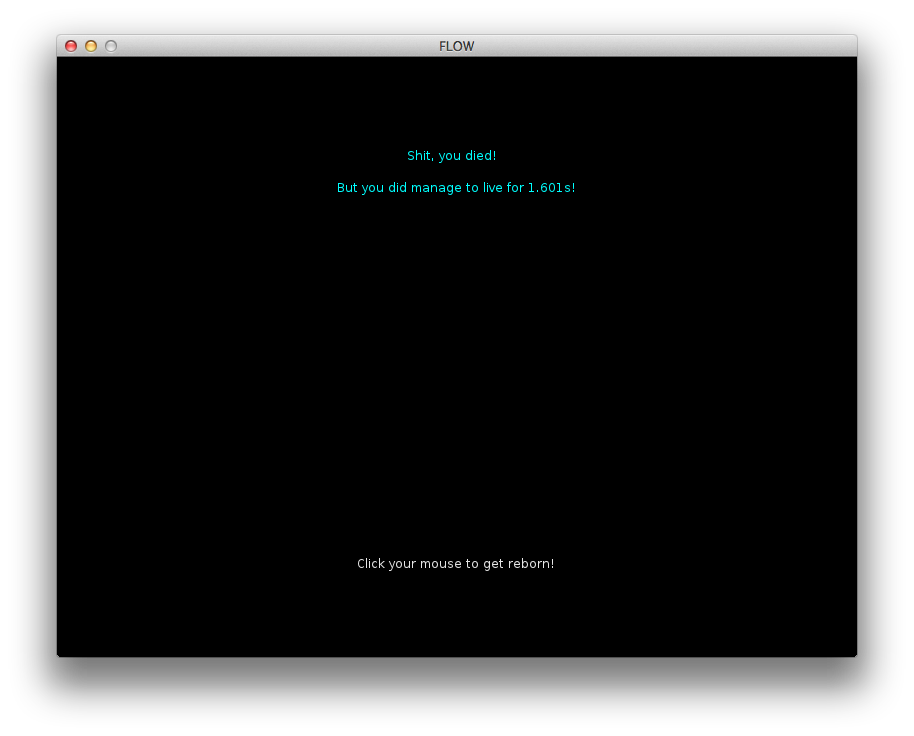 FLOW
Shit, you died!
But you did manage to live for 1.601s!
Click your mouse to get reborn!